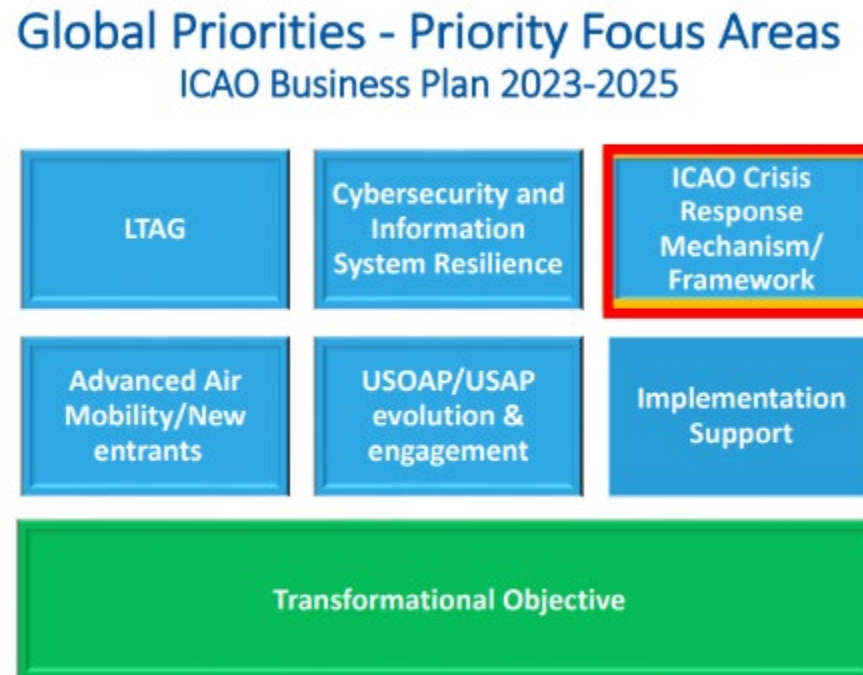 Global Priorities - Priority Focus Areas
ICAO Business Plan 2023-2025
LTAG
Cybersecurity and
Information
System Resilience
ICAO Crisis
Response
Mechanism/
Framework
Advanced Air
Mobility/New
entrants
USOAP/USAP
evolution &
engagement
Implementation
Support
Transformational Objective